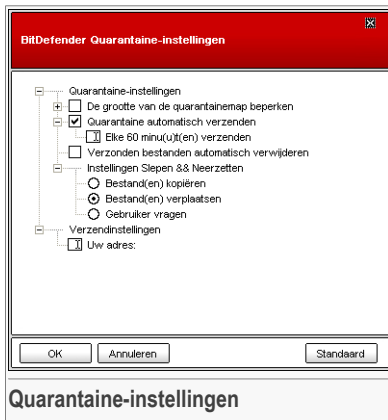 BitDefender Quarantaine-instellingen
Quarantaine-instellingen
De grootte van de quarantainemap beperken
Quarantaine automatisch verzenden
Elke 60 minu(u)t(en) verzenden
Verzonden bestanden automatisch verwijderen
Instellingen Slepen && Neerzetten
Bestand(en) kopiëren
Bestand(en) verplaatsen
Gebruiker vragen
Verzendinstellingen
Uw adres:
OK Annuleren Standaard
Quarantaine-instellingen